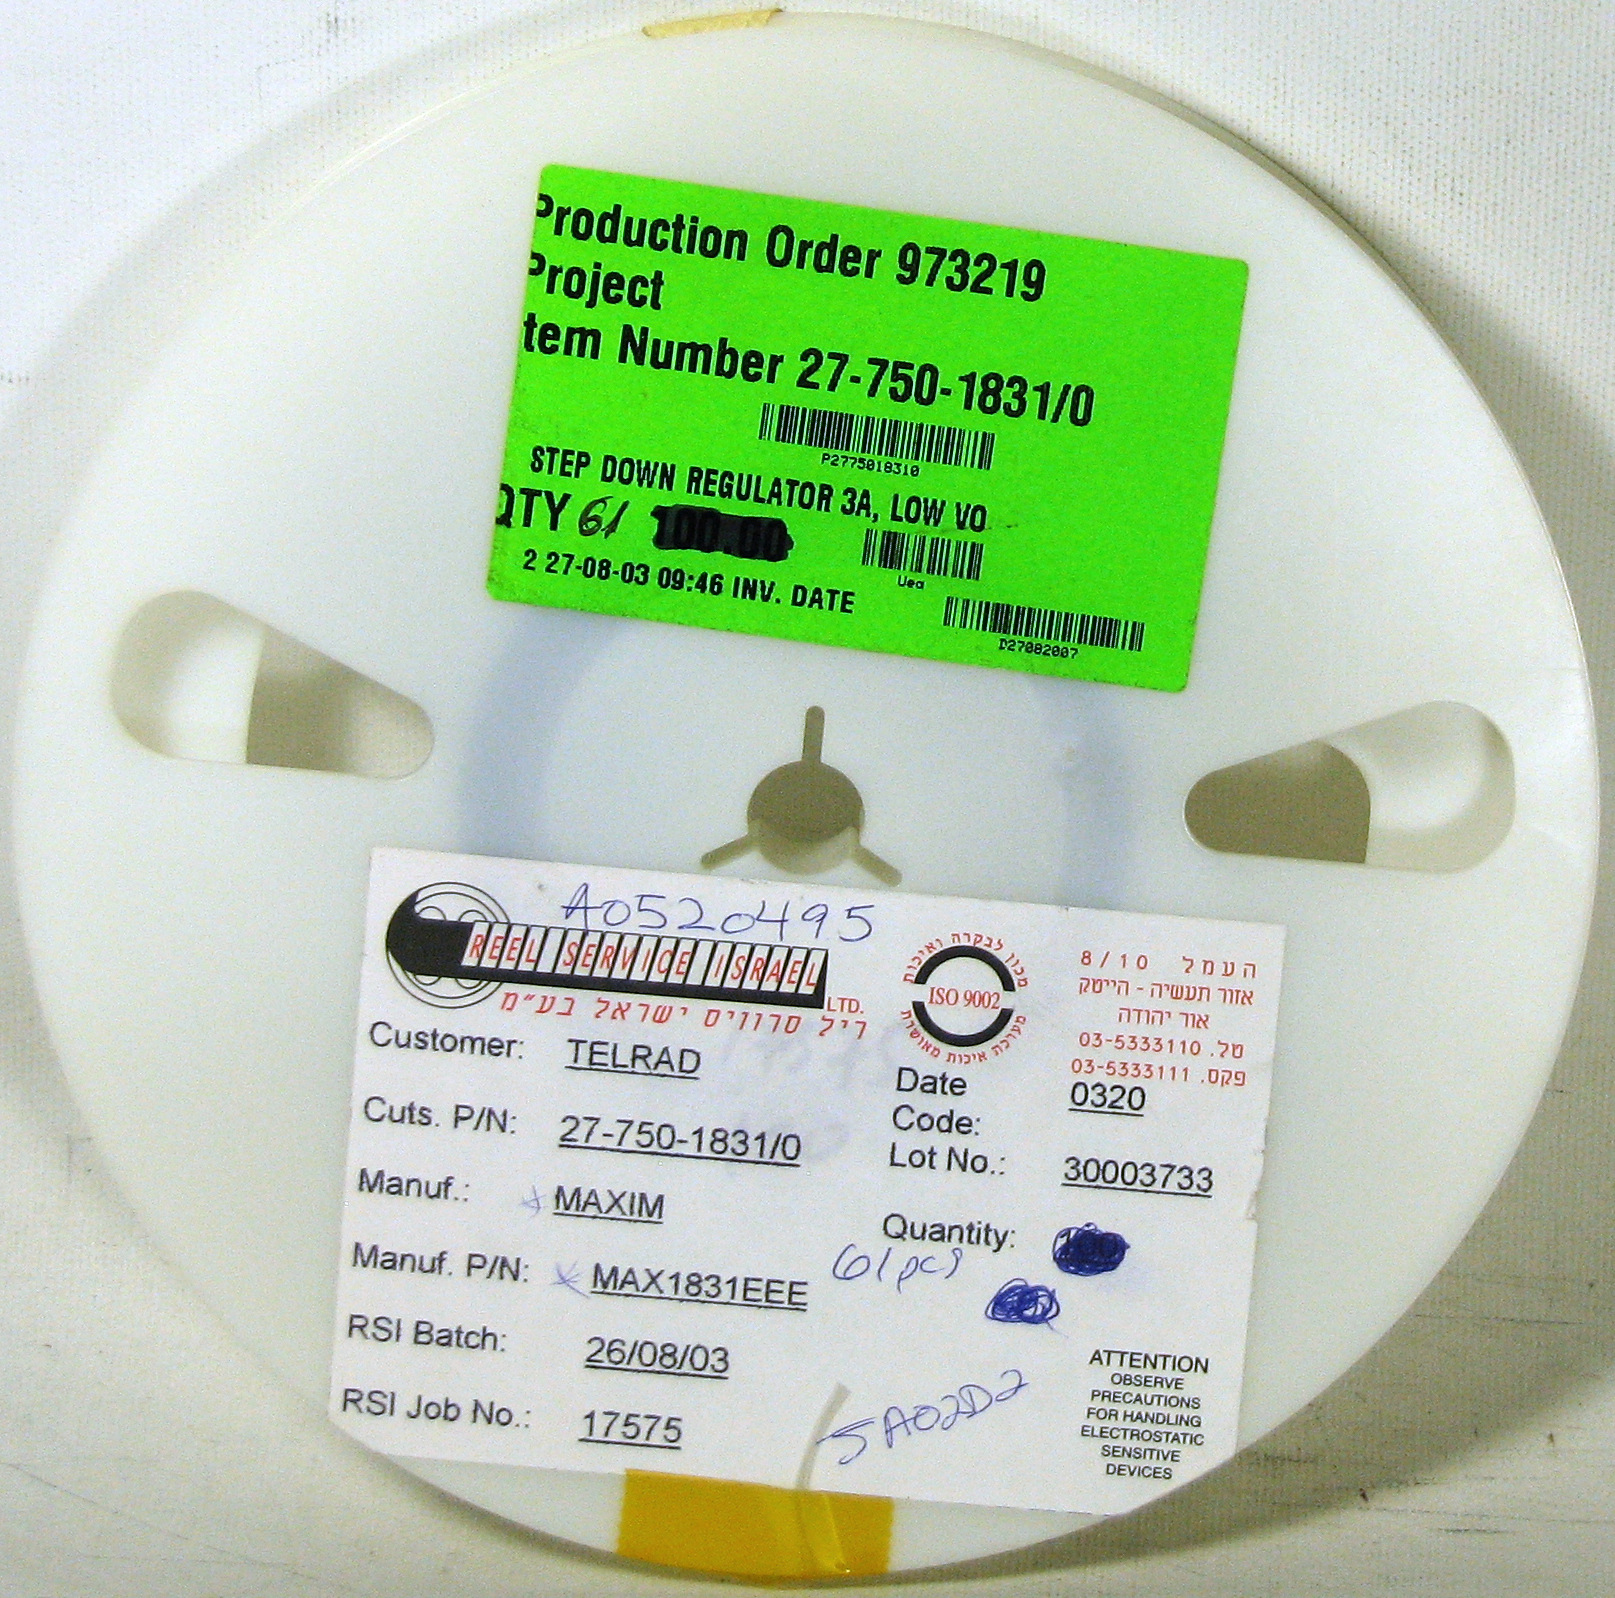 Production Order 973219
Project
tem Number 27-750-1831/0
P2775018310
STEP DOWN REGULATOR 3A, LOW VO
QTY 61 100.00
Uea
2 27-08-03 09:46 INV. DATE
D27082007
A0520495
REEL SERVICE ISRAEL LTD.
ריל סרוויס ישראל בע"מ
מכון לבקרה ואיכות
ISO 9002
מערכת איכות מאושרת
העמל 8/10
אזור תעשיה - הייטק
אור יהודה
טל. 03-5333110
פקס. 03-5333111
Customer: TELRAD
Date Code: 0320
Cuts. P/N: 27-750-1831/0
Lot No.: 30003733
Manuf.: MAXIM
Quantity:
61 pcs
Manuf. P/N: MAX1831EEE
RSI Batch: 26/08/03
RSI Job No.: 17575
5A02D2
ATTENTION
OBSERVE
PRECAUTIONS
FOR HANDLING
ELECTROSTATIC
SENSITIVE
DEVICES